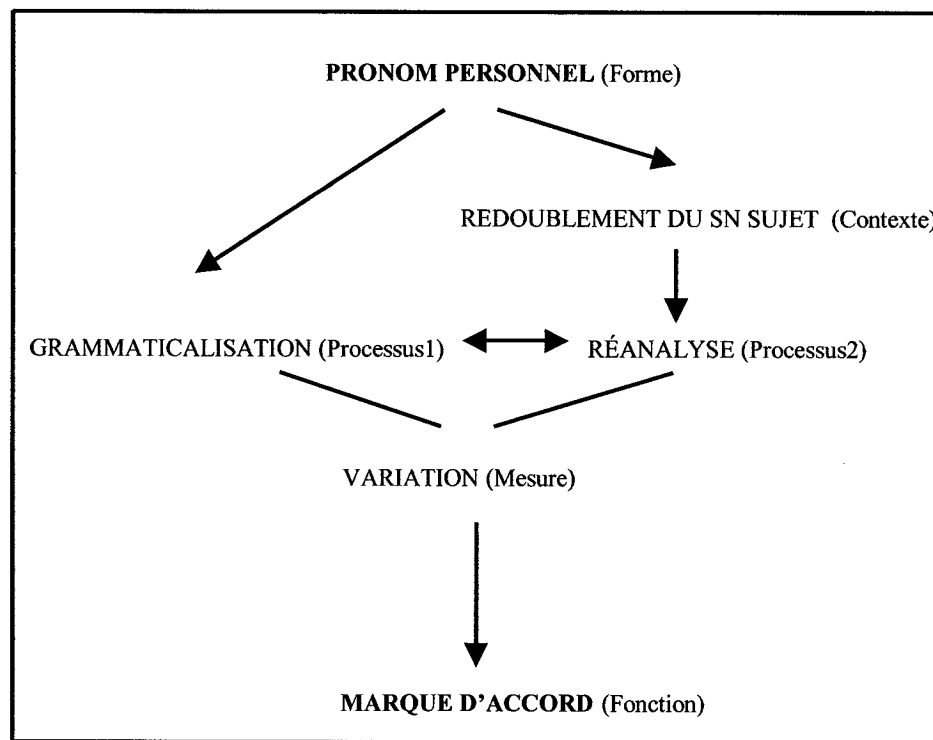 PRONOM PERSONNEL (Forme)
REDOUBLEMENT DU SN SUJET (Contexte)
GRAMMATICALISATION (Processus1)
RÉANALYSE (Processus2)
VARIATION (Mesure)
MARQUE D'ACCORD (Fonction)